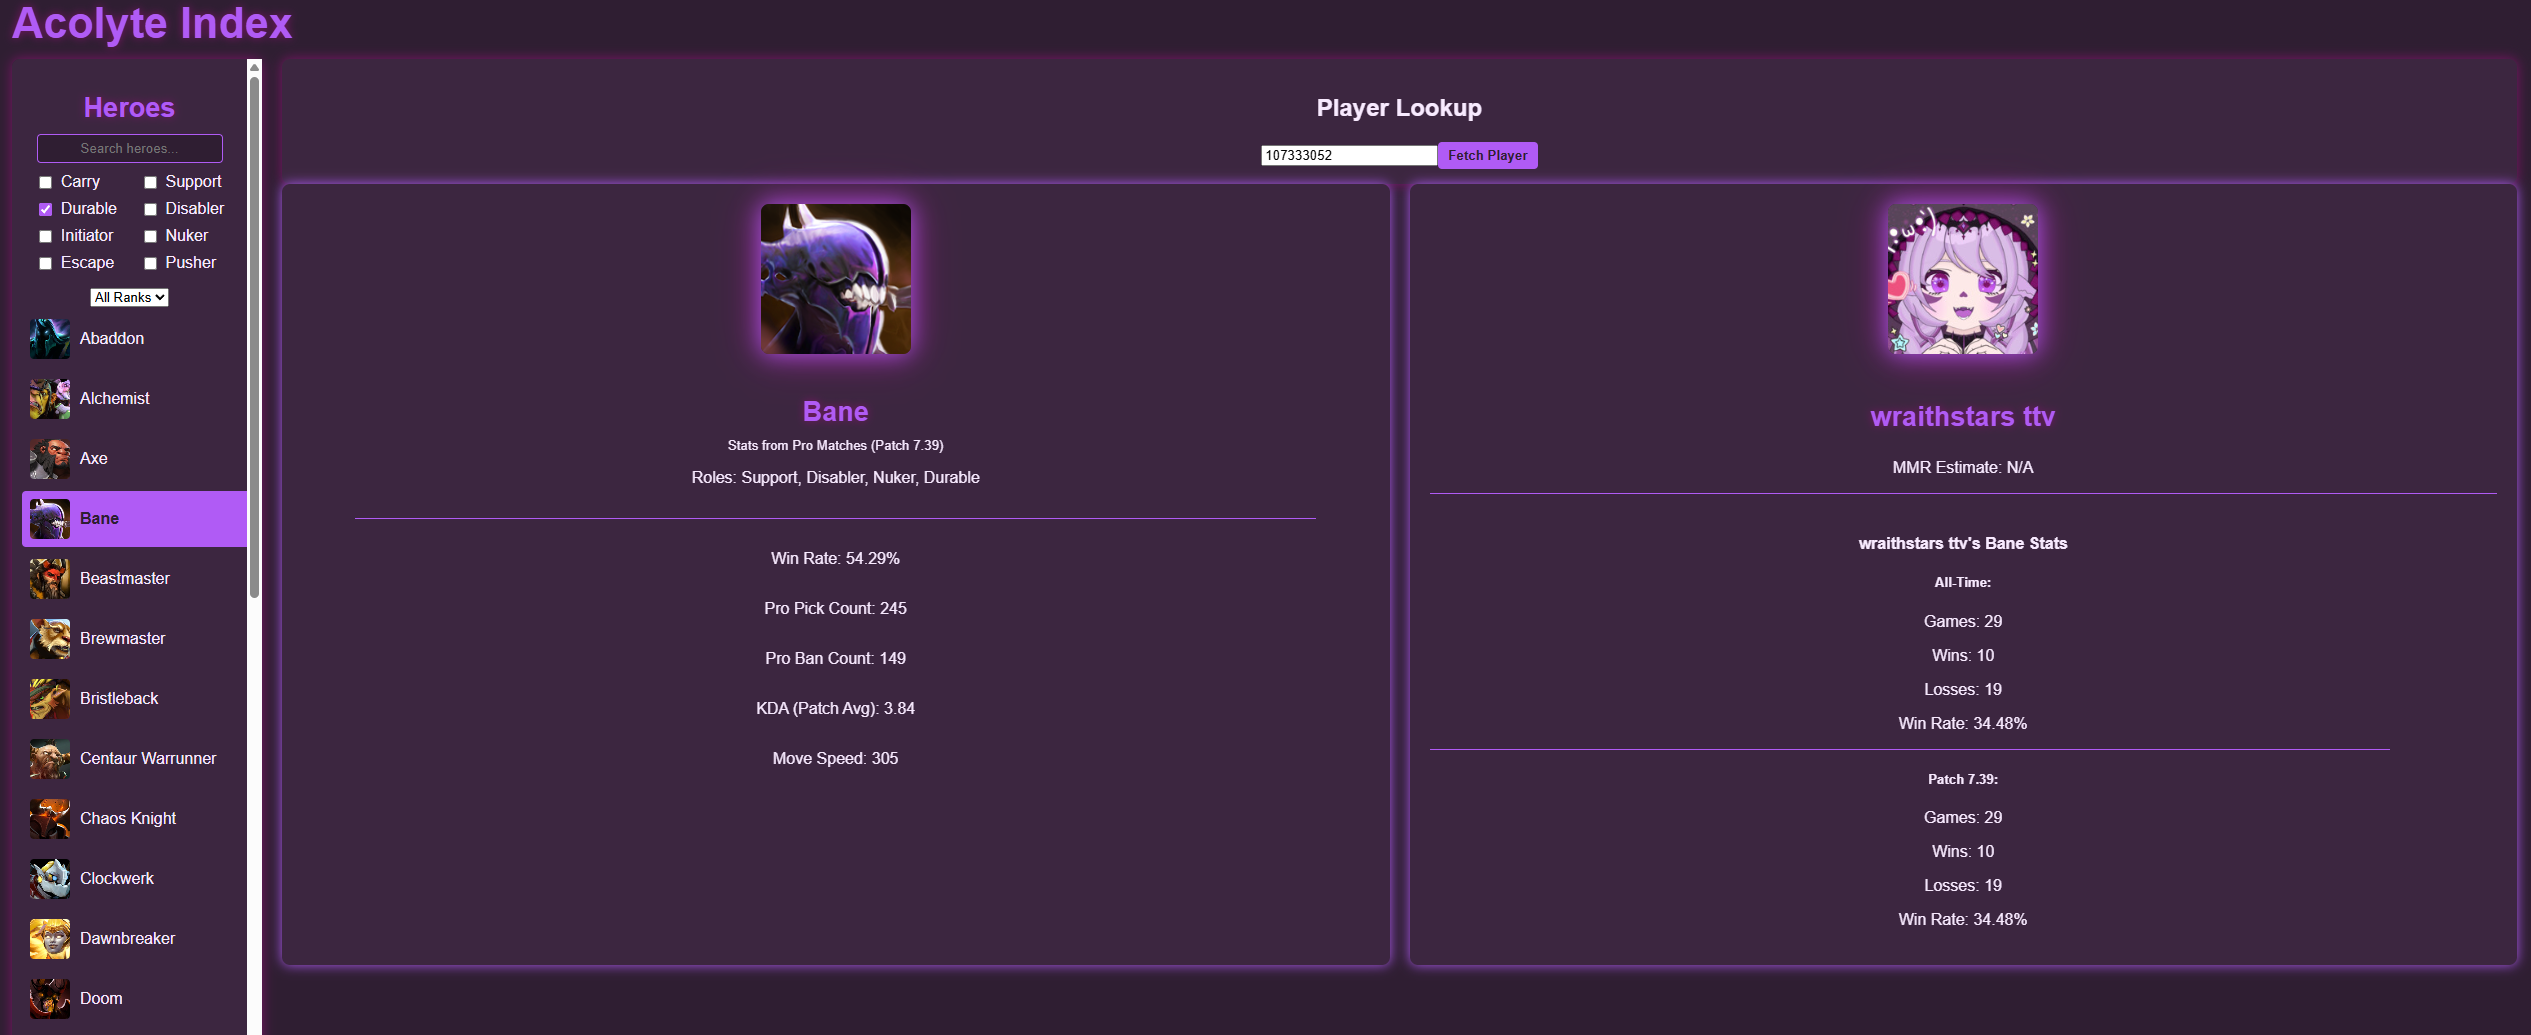 Acolyte Index
Heroes
Search heroes...
Carry
Support
Durable
Disabler
Initiator
Nuker
Escape
Pusher
All Ranks
Abaddon
Alchemist
Axe
Bane
Beastmaster
Brewmaster
Bristleback
Centaur Warrunner
Chaos Knight
Clockwerk
Dawnbreaker
Doom
Player Lookup
107333052
Fetch Player
Bane
Stats from Pro Matches (Patch 7.39)
Roles: Support, Disabler, Nuker, Durable
Win Rate: 54.29%
Pro Pick Count: 245
Pro Ban Count: 149
KDA (Patch Avg): 3.84
Move Speed: 305
wraithstars ttv
MMR Estimate: N/A
wraithstars ttv's Bane Stats
All-Time:
Games: 29
Wins: 10
Losses: 19
Win Rate: 34.48%
Patch 7.39:
Games: 29
Wins: 10
Losses: 19
Win Rate: 34.48%